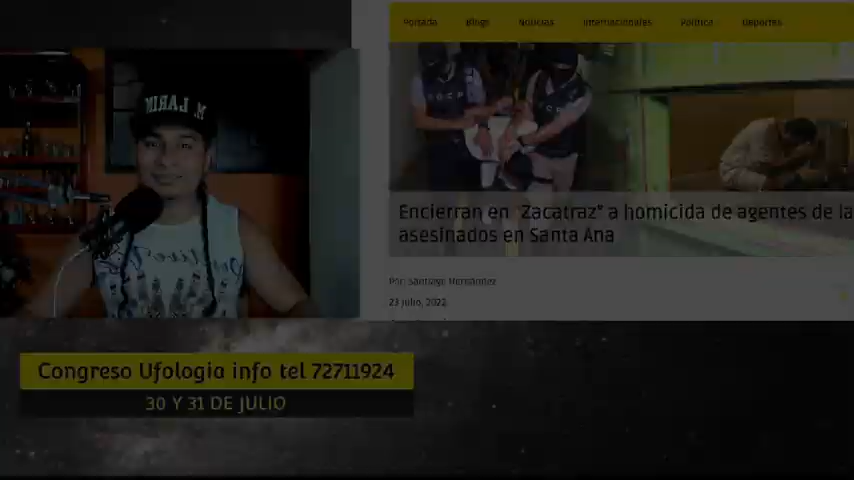 Portada Blogs Noticias Internacionales Política Deportes
Encierran en "Zacatraz" a homicida de agentes de la
asesinados en Santa Ana
Por: Santiago Hernández
23 julio, 2022
Congreso Ufologia info tel 72711924
30 Y 31 DE JULIO